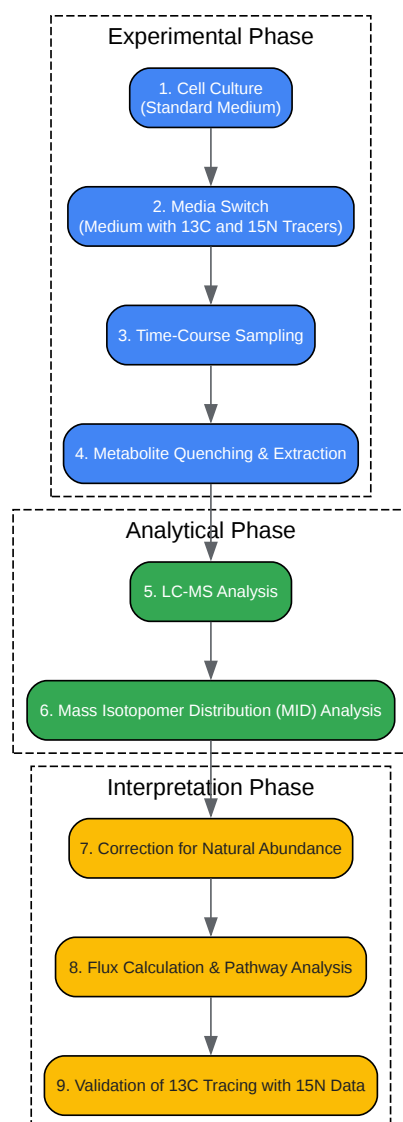 Experimental Phase
1. Cell Culture
(Standard Medium)
2. Media Switch
(Medium with 13C and 15N Tracers)
3. Time-Course Sampling
4. Metabolite Quenching & Extraction
Analytical Phase
5. LC-MS Analysis
6. Mass Isotopomer Distribution (MID) Analysis
Interpretation Phase
7. Correction for Natural Abundance
8. Flux Calculation & Pathway Analysis
9. Validation of 13C Tracing with 15N Data